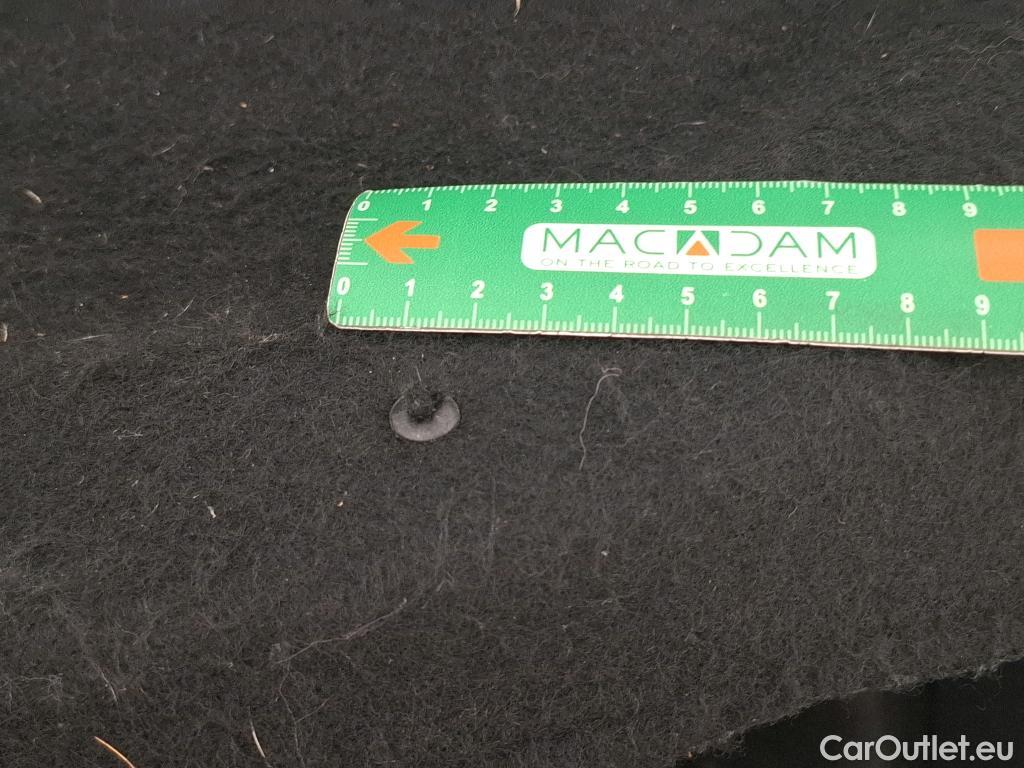 0 1 2 3 4 5 6 7 8 9
MACADAM
ON THE ROAD TO EXCELLENCE
0 1 2 3 4 5 6 7 8 9
CarOutlet.eu